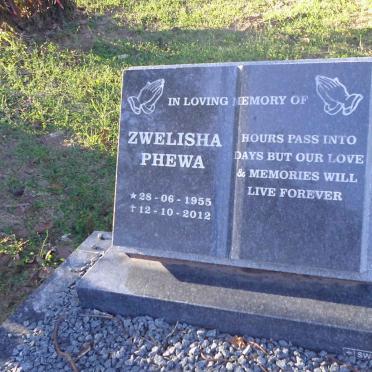 IN LOVING MEMORY OF
ZWELISHA
PHEWA
★ 28 - 06 - 1955
✝ 12 - 10 - 2012
HOURS PASS INTO
DAYS BUT OUR LOVE
& MEMORIES WILL
LIVE FOREVER